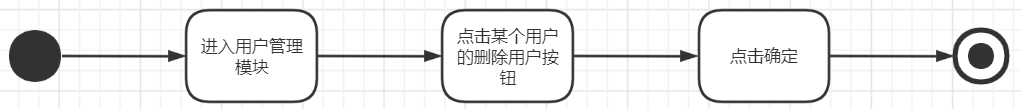 进入用户管理
模块
点击某个用户
的删除用户按
钮
点击确定